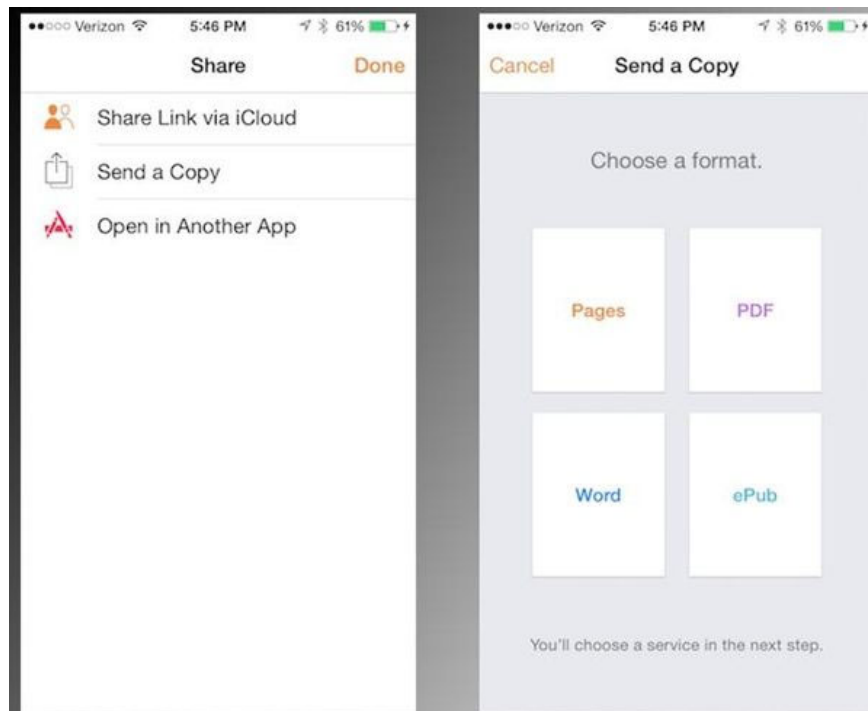 Verizon 5:46 PM 61%
Share Done
Share Link via iCloud
Send a Copy
Open in Another App
Verizon 5:46 PM 61%
Cancel Send a Copy
Choose a format.
Pages PDF
Word ePub
You'll choose a service in the next step.